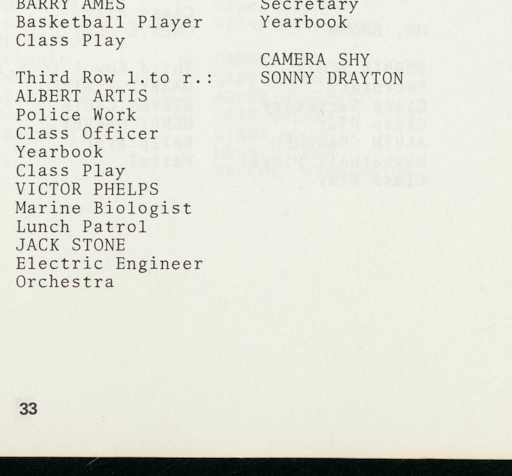 BARRY AMES
Basketball Player
Class Play
Third Row l.to r.:
ALBERT ARTIS
Police Work
Class Officer
Yearbook
Class Play
VICTOR PHELPS
Marine Biologist
Lunch Patrol
JACK STONE
Electric Engineer
Orchestra
Secretary
Yearbook
CAMERA SHY
SONNY DRAYTON
33